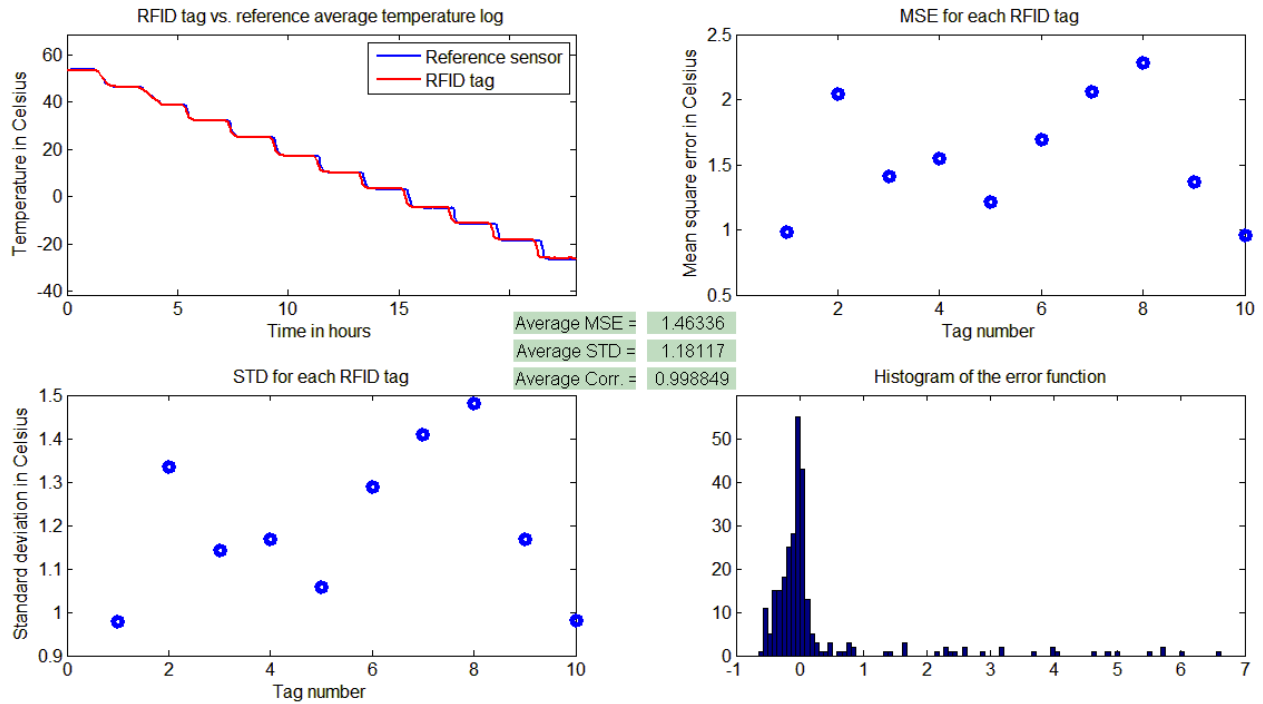 RFID tag vs. reference average temperature log
Temperature in Celsius
60
40
20
0
-20
-40
Reference sensor
RFID tag
0 5 10 15
Time in hours
MSE for each RFID tag
Mean square error in Celsius
2.5
2
1.5
1
0.5
2 4 6 8 10
Tag number
Average MSE = 1.46336
Average STD = 1.18117
Average Corr. = 0.998849
STD for each RFID tag
Standard deviation in Celsius
1.5
1.4
1.3
1.2
1.1
1
0.9
0 2 4 6 8 10
Tag number
Histogram of the error function
50
40
30
20
10
0
-1 0 1 2 3 4 5 6 7